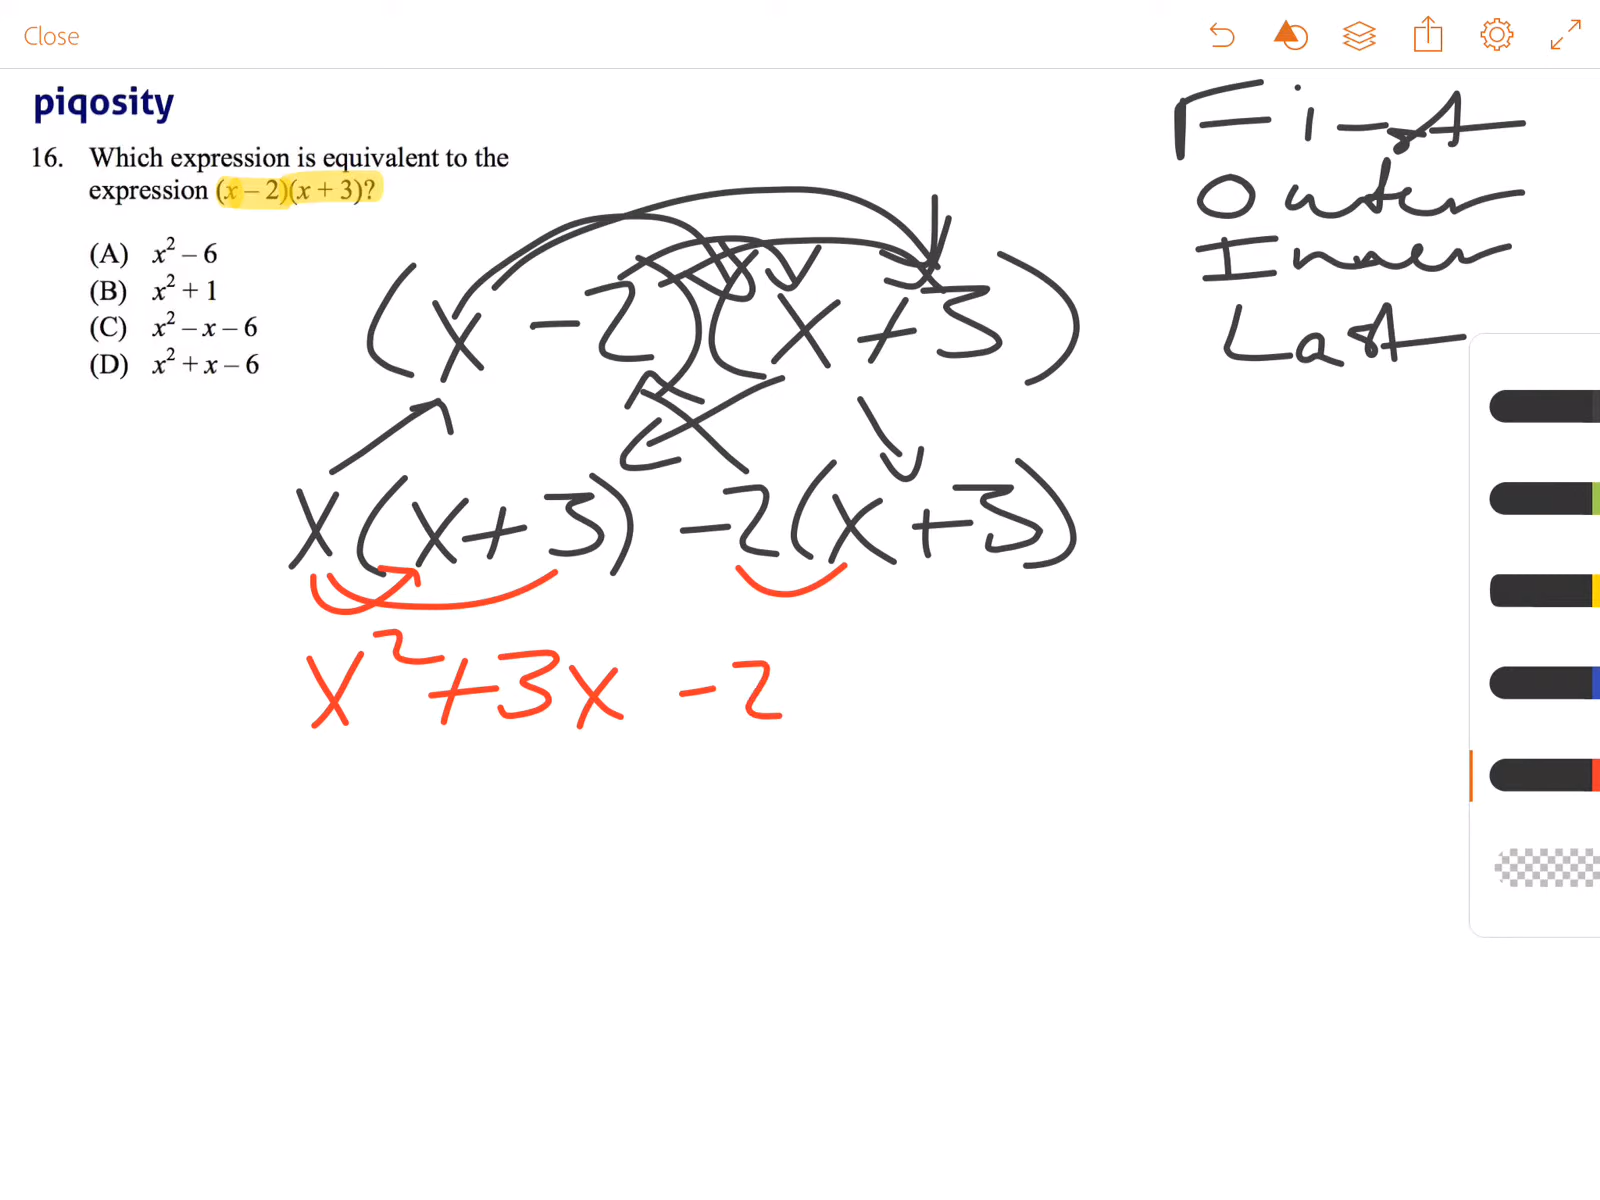 Close
piqosity
16. Which expression is equivalent to the
expression (x – 2)(x + 3)?
(A) x² – 6
(B) x² + 1
(C) x² – x – 6
(D) x² + x – 6
First
Outer
Inner
Last
(x - 2)(x + 3)
x(x + 3) - 2(x + 3)
x² + 3x - 2